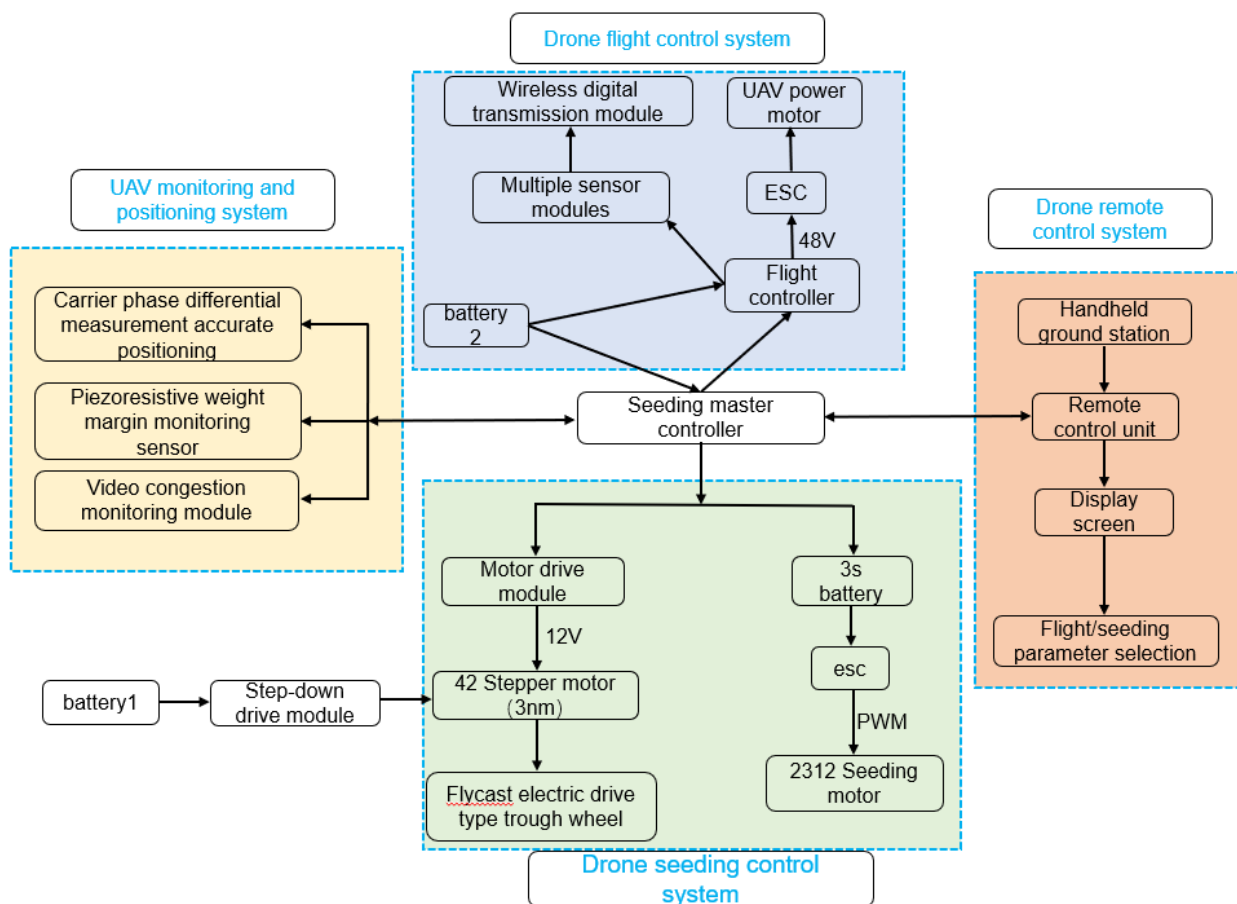 Drone flight control system
Wireless digital
transmission module
UAV power
motor
Multiple sensor
modules
ESC
48V
Flight
controller
battery
2
UAV monitoring and
positioning system
Carrier phase differential
measurement accurate
positioning
Piezoresistive weight
margin monitoring
sensor
Video congestion
monitoring module
Seeding master
controller
Drone remote
control system
Handheld
ground station
Remote
control unit
Display
screen
Flight/seeding
parameter selection
Motor drive
module
12V
42 Stepper motor
(3nm)
Flycast electric drive
type trough wheel
3s
battery
esc
PWM
2312 Seeding
motor
battery1
Step-down
drive module
Drone seeding control
system